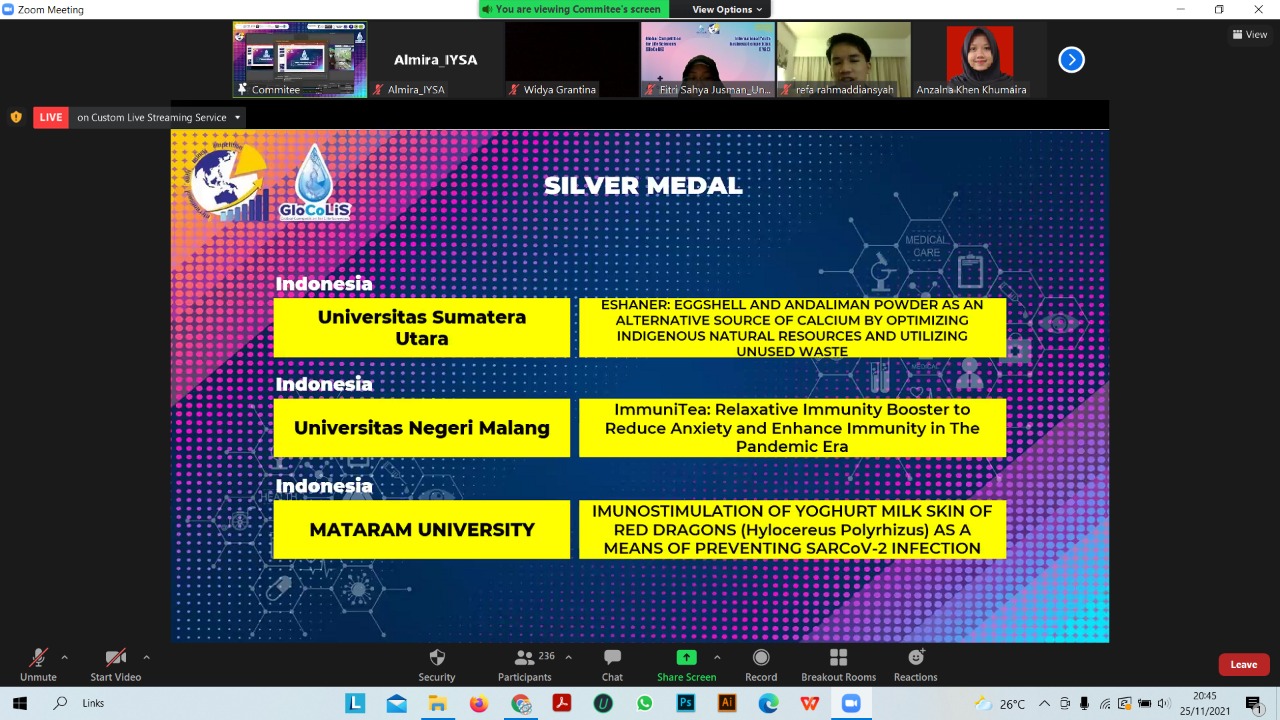 Zoom Meeting
You are viewing Commitee's screen
View Options
View
Commitee
Almira_IYSA
Almira_IYSA
Widya Grantina
Fitri Sahya Jusman_Un...
refa rahmaddiansyah
Anzalna Khen Khumaira
LIVE
on Custom Live Streaming Service
GloCoLiS
SILVER MEDAL
MEDICAL
CARE
Indonesia
Universitas Sumatera
Utara
ESHANER: EGGSHELL AND ANDALIMAN POWDER AS AN
ALTERNATIVE SOURCE OF CALCIUM BY OPTIMIZING
INDIGENOUS NATURAL RESOURCES AND UTILIZING
UNUSED WASTE
MEDICAL
Indonesia
Universitas Negeri Malang
ImmuniTea: Relaxative Immunity Booster to
Reduce Anxiety and Enhance Immunity in The
Pandemic Era
Indonesia
HEALTH
MATARAM UNIVERSITY
IMUNOSTIMULATION OF YOGHURT MILK SKIN OF
RED DRAGONS (Hylocereus Polyrhizus) AS A
MEANS OF PREVENTING SARCoV-2 INFECTION
Unmute
Start Video
Security
236
Participants
Chat
Share Screen
Record
Breakout Rooms
Reactions
Leave
Links
26°C
20:45
25/11/2021
1